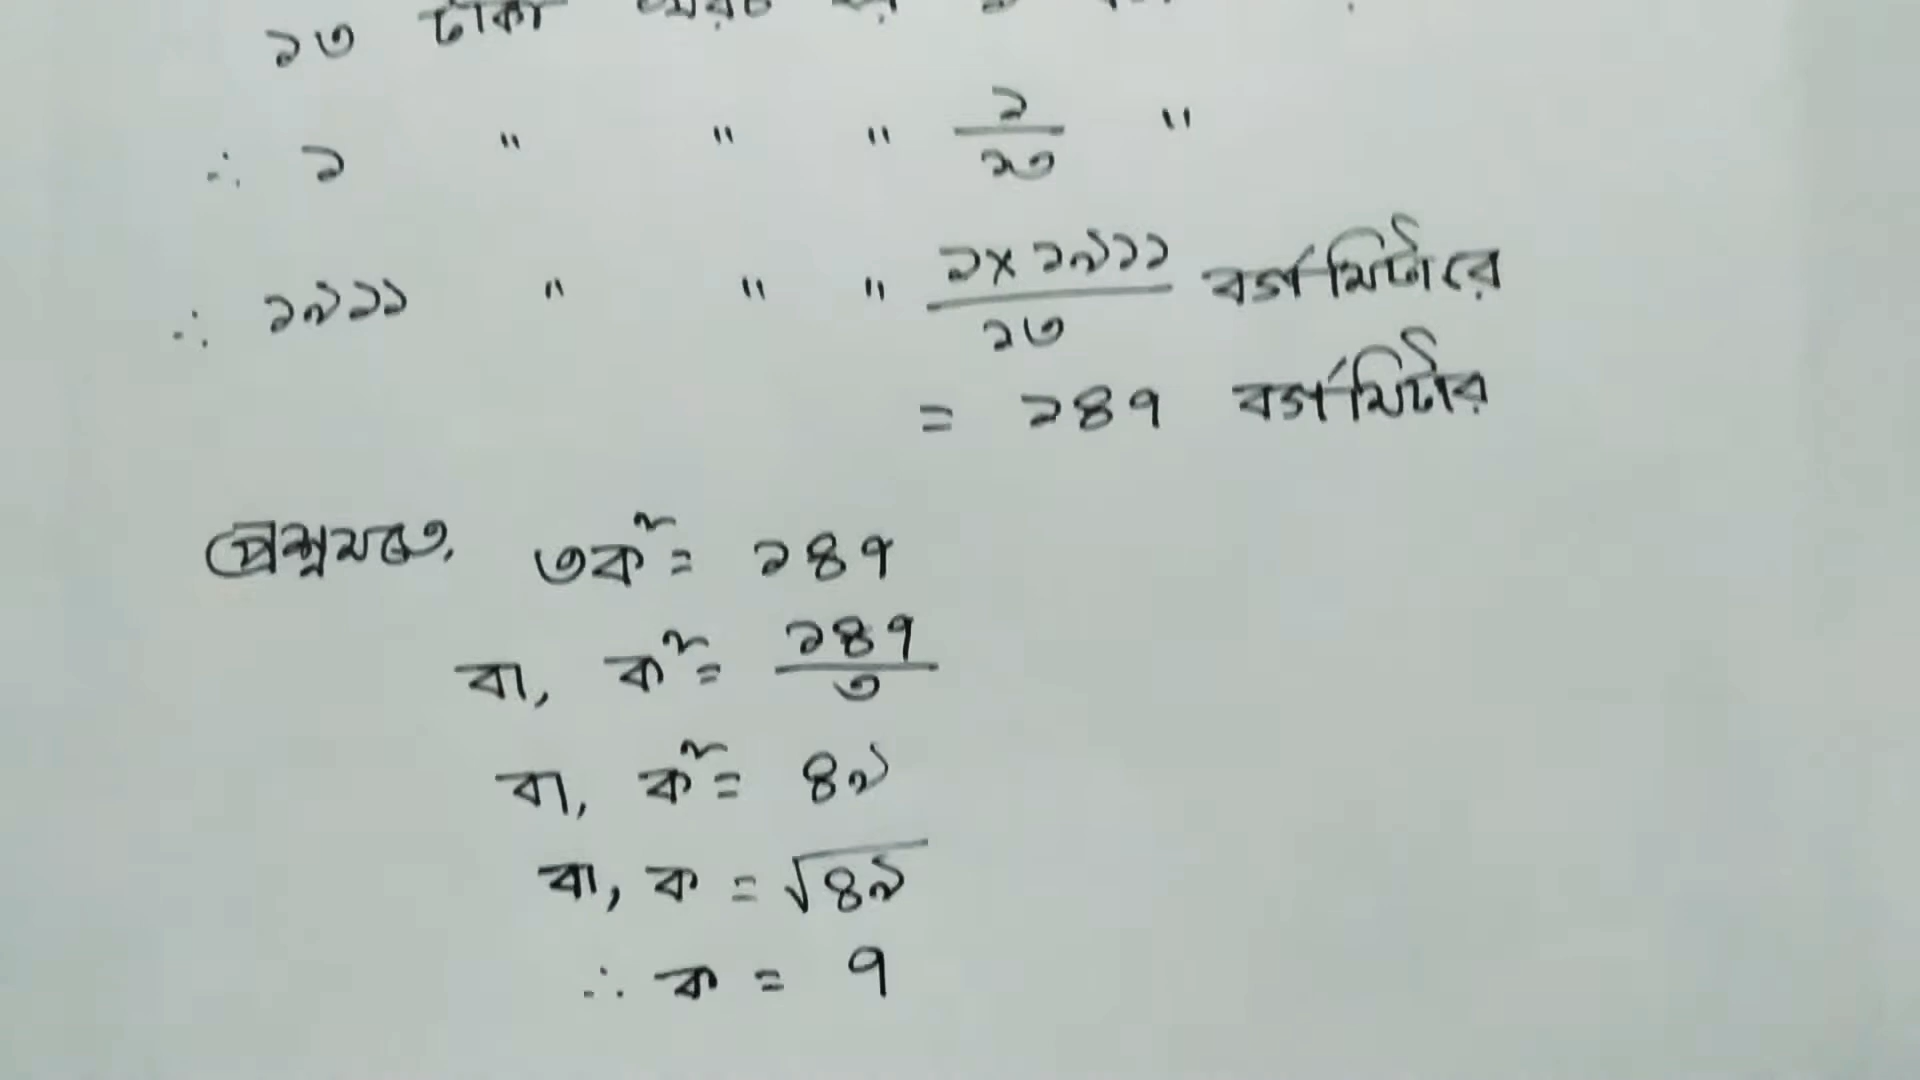 ১৩ টাকা
∴ ১ " " " ১/১৩ "
∴ ১৯১১ " " " ১×১৯১১/১৩ বর্গমিটারে
= ১৪৭ বর্গমিটার
প্রশ্নমতে, ৩ক² = ১৪৭
বা, ক² = ১৪৭/৩
বা, ক² = ৪৯
বা, ক = √৪৯
∴ ক = ৭